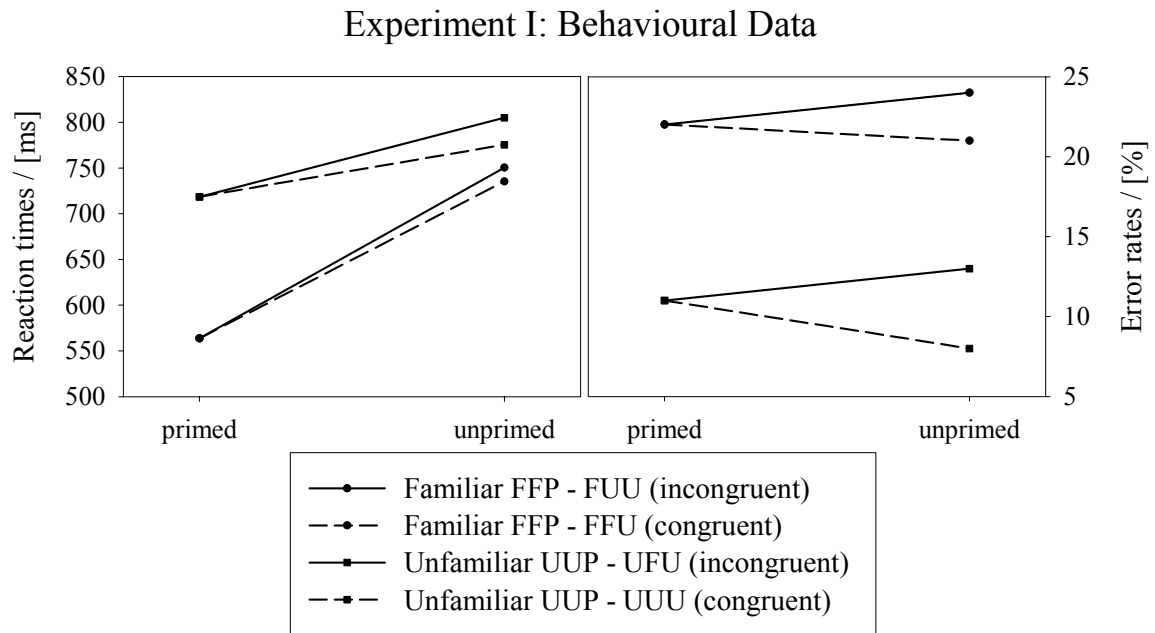 Experiment I: Behavioural Data
Reaction times / [ms]
850
800
750
700
650
600
550
500
primed
unprimed
primed
unprimed
25
20
15
10
5
Error rates / [%]
Familiar FFP - FUU (incongruent)
Familiar FFP - FFU (congruent)
Unfamiliar UUP - UFU (incongruent)
Unfamiliar UUP - UUU (congruent)